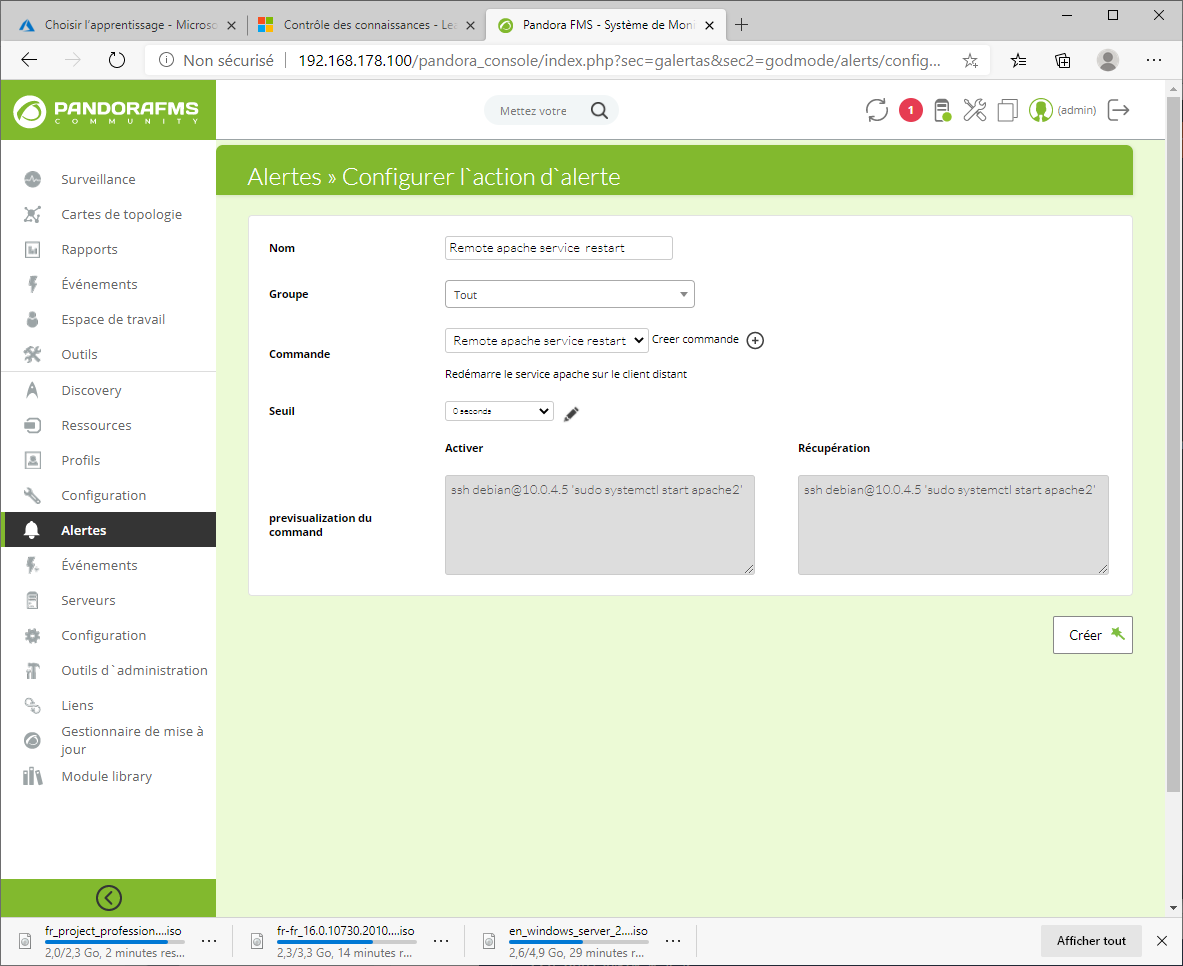 Choisir l'apprentissage - Microso
Contrôle des connaissances - Lea
Pandora FMS - Système de Moni
Non sécurisé
192.168.178.100/pandora_console/index.php?sec=galertas&sec2=godmode/alerts/config...
PANDORAFMS
COMMUNITY
Mettez votre
1
(admin)
Surveillance
Cartes de topologie
Rapports
Événements
Espace de travail
Outils
Discovery
Ressources
Profils
Configuration
Alertes
Événements
Serveurs
Configuration
Outils d`administration
Liens
Gestionnaire de mise à
jour
Module library
Alertes » Configurer l`action d`alerte
Nom
Remote apache service restart
Groupe
Tout
Commande
Remote apache service restart
Creer commande
Redémarre le service apache sur le client distant
Seuil
0 seconds
Activer
Récupération
previsualization du
command
ssh debian@10.0.4.5 'sudo systemctl start apache2'
ssh debian@10.0.4.5 'sudo systemctl start apache2'
Créer
fr_project_profession....iso
2,0/2,3 Go, 2 minutes res...
fr-fr_16.0.10730.2010....iso
2,3/3,3 Go, 14 minutes r...
en_windows_server_2....iso
2,6/4,9 Go, 29 minutes r...
Afficher tout